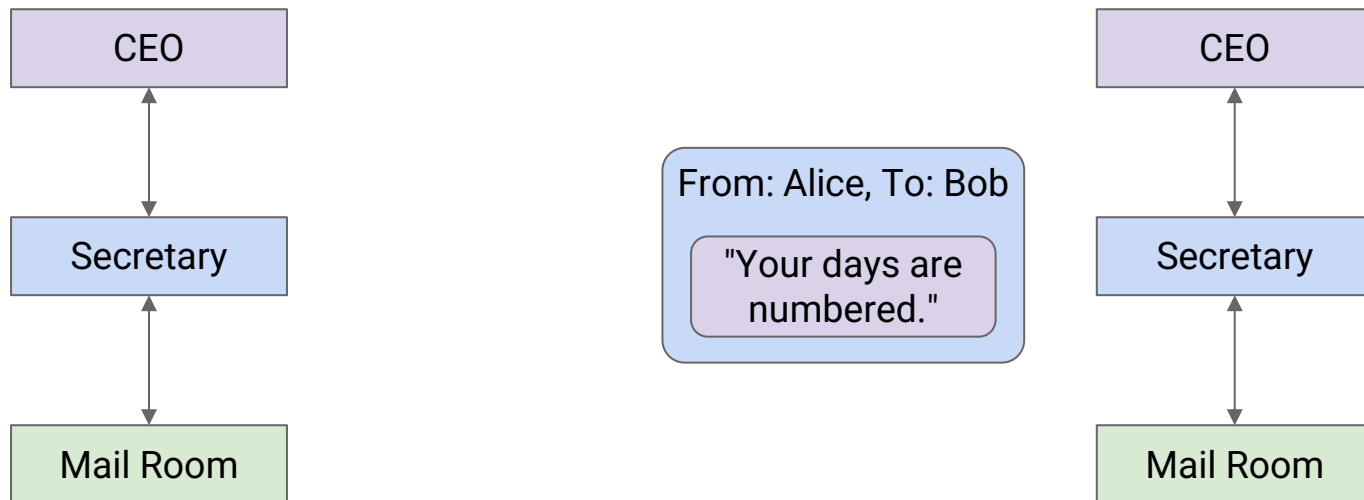 CEO
CEO
From: Alice, To: Bob
"Your days are
numbered."
Secretary
Secretary
Mail Room
Mail Room